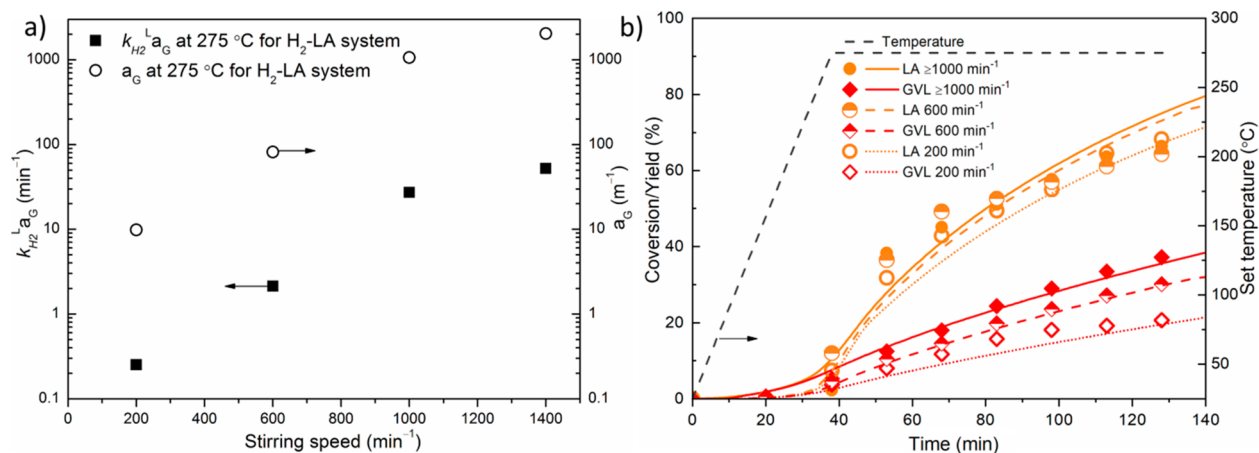 a)
k_H2^L a_G at 275 °C for H₂-LA system
a_G at 275 °C for H₂-LA system
1000
100
10
1
0.1
k_H2^L a_G (min⁻¹)
1000
100
10
1
0.1
a_G (m⁻¹)
0 200 400 600 800 1000 1200 1400
Stirring speed (min⁻¹)
b)
100
80
60
40
20
0
Coversion/Yield (%)
Temperature
LA ≥1000 min⁻¹
GVL ≥1000 min⁻¹
LA 600 min⁻¹
GVL 600 min⁻¹
LA 200 min⁻¹
GVL 200 min⁻¹
300
250
200
150
100
50
Set temperature (°C)
0 20 40 60 80 100 120 140
Time (min)